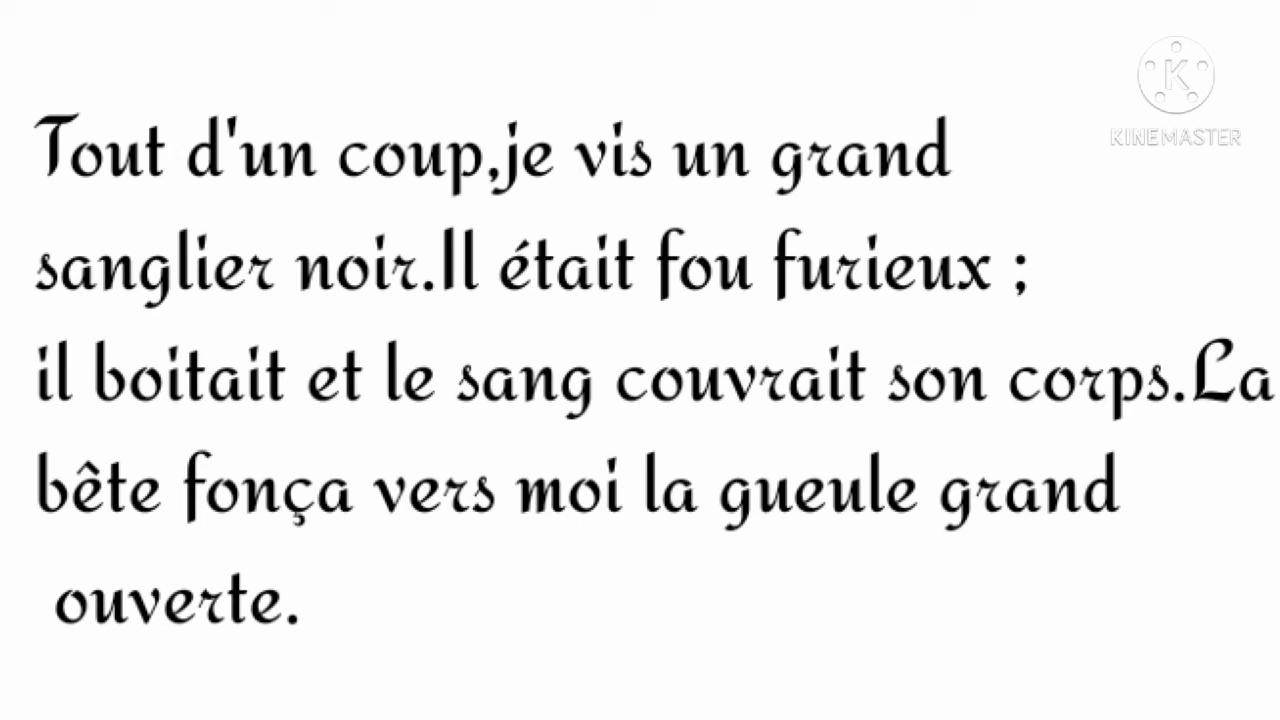 KINEMASTER
Tout d'un coup,je vis un grand
sanglier noir.Il était fou furieux ;
il boitait et le sang couvrait son corps.La
bête fonça vers moi la gueule grand
ouverte.